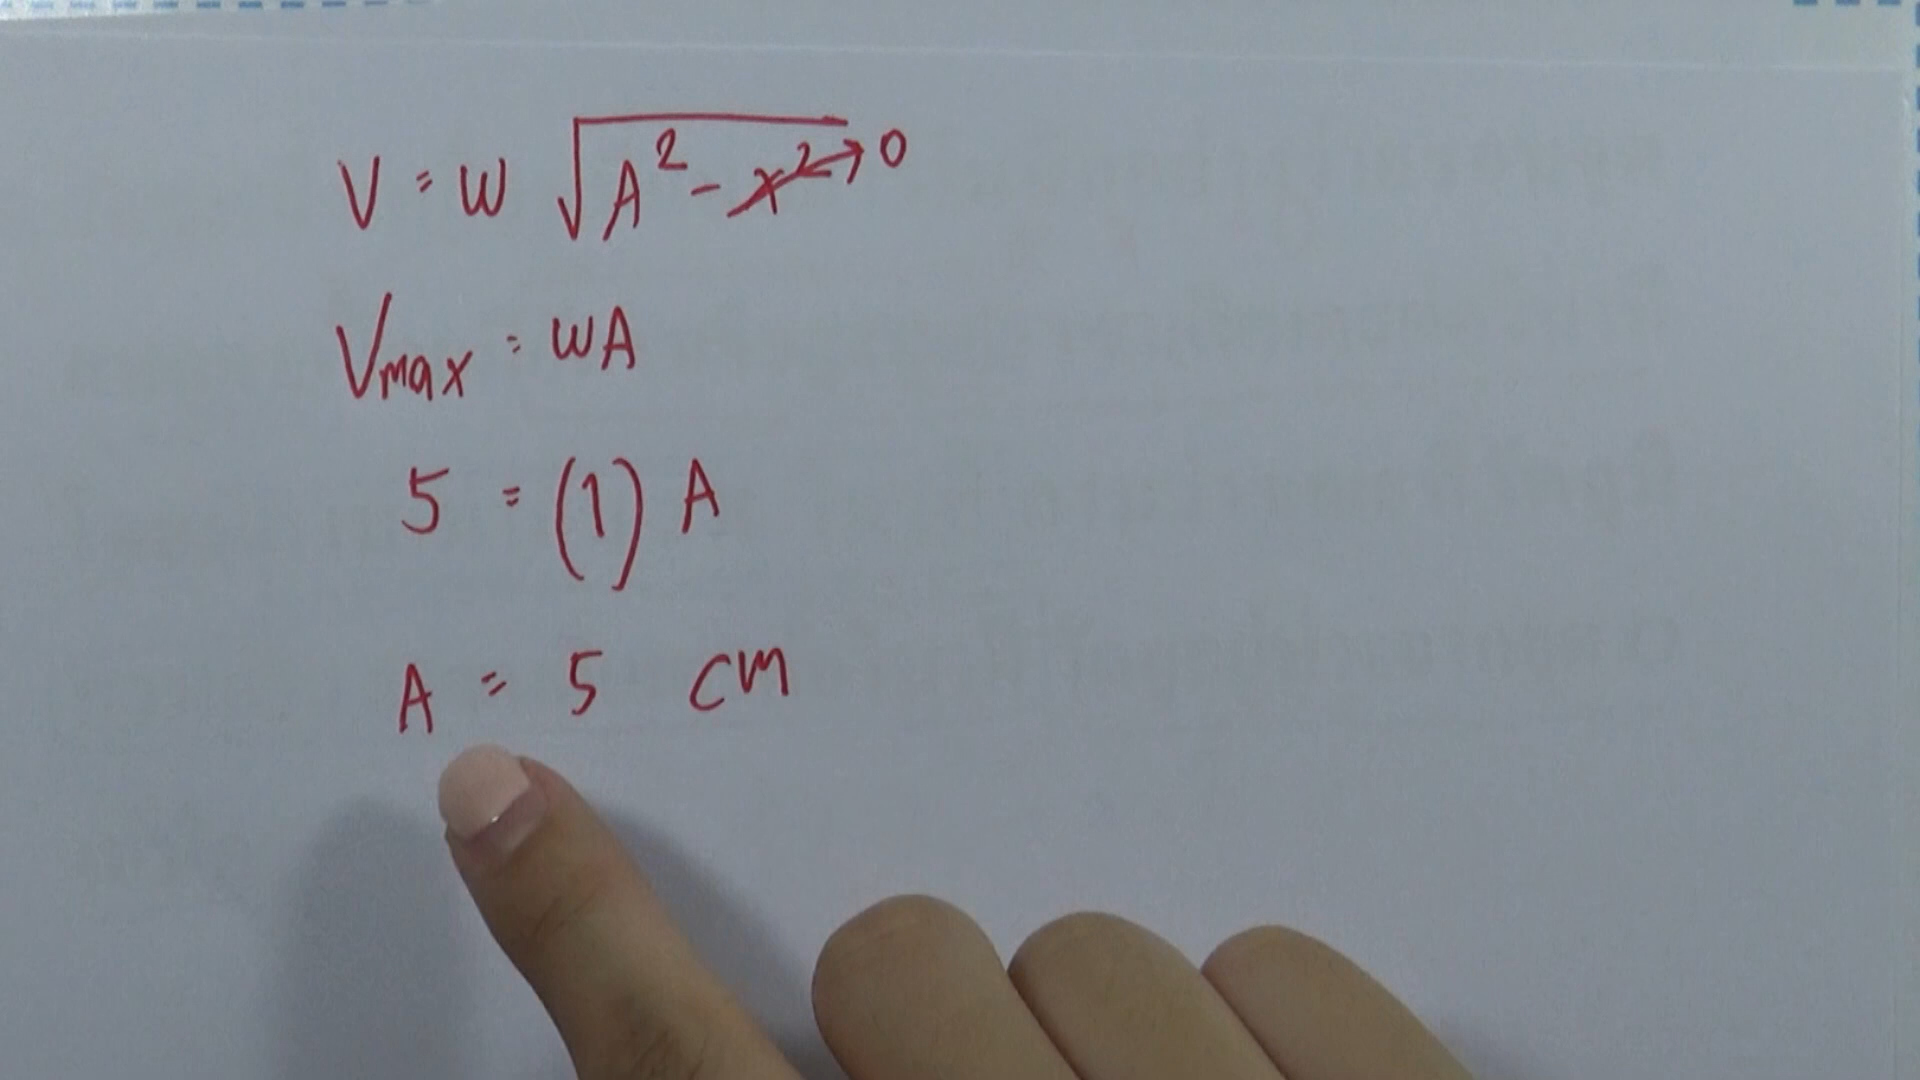 V = W √A² - x² → 0
Vmax = WA
5 = (1) A
A = 5 cm